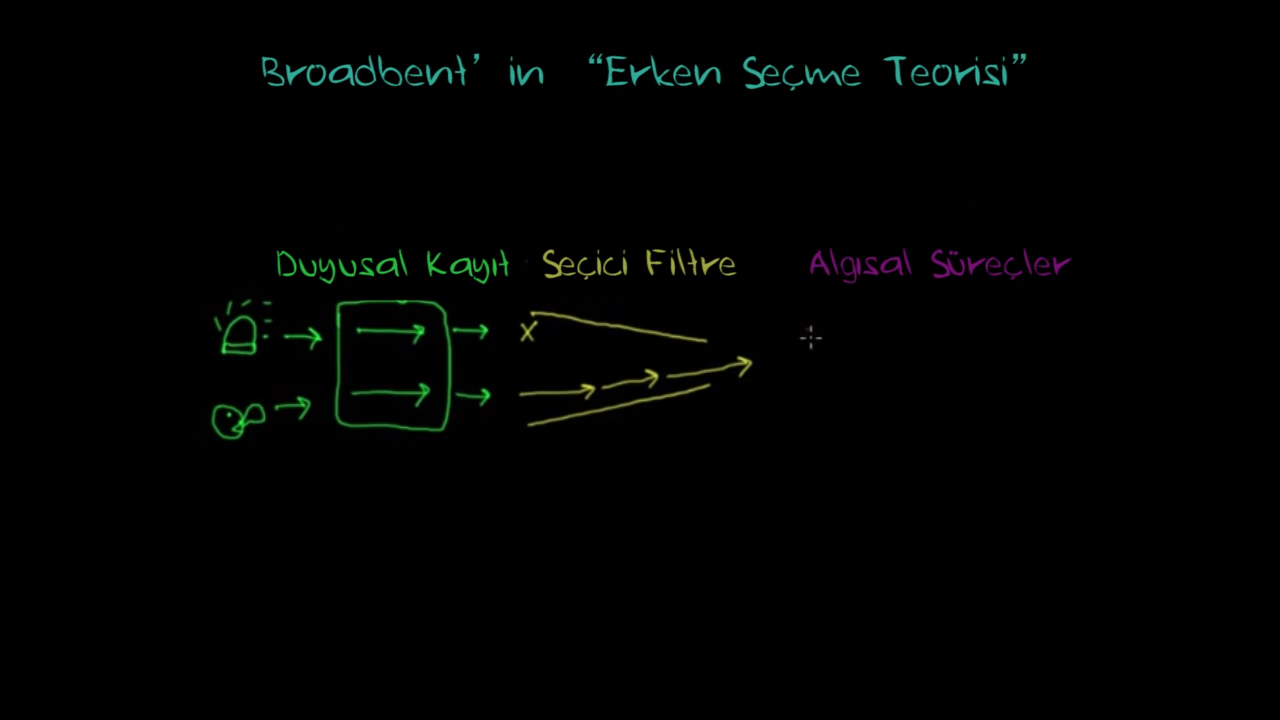 Broadbent' in “Erken Seçme Teorisi”
Duyusal Kayıt Seçici Filtre Algısal Süreçler
x